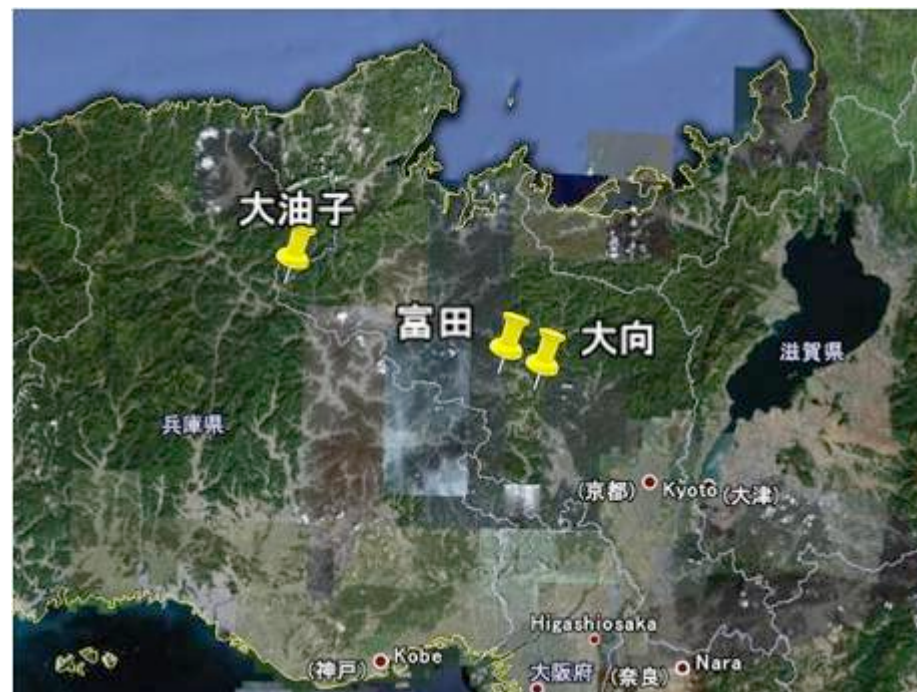 大油子
富田
大向
滋賀県
兵庫県
(京都) Kyoto (大津)
Higashiosaka
(神戸) Kobe
大阪府
(奈良) Nara